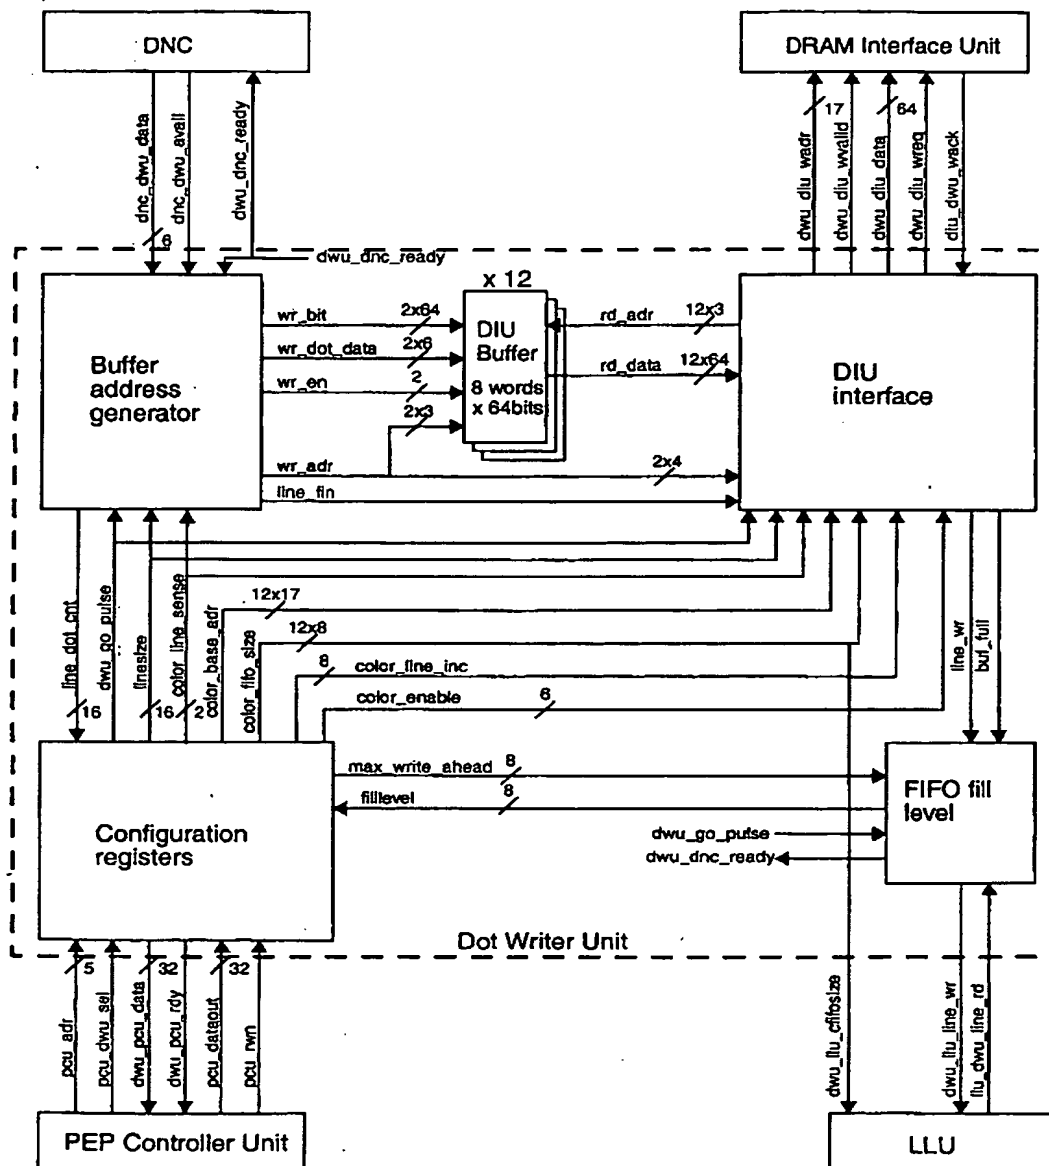 DNC
DRAM Interface Unit
dnc_dwu_data
dnc_dwu_avail
dwu_dnc_ready
6
dwu_diu_wadr
17
dwu_diu_wvalid
dwu_diu_data
64
dwu_diu_wreq
diu_dwu_wack
dwu_dnc_ready
x 12
Buffer
address
generator
wr_bit
2x64
wr_dot_data
2x6
wr_en
2
2x3
wr_adr
2x4
line_fin
DIU
Buffer
8 words
x 64bits
rd_adr
12x3
rd_data
12x64
DIU
interface
line_dot_cnt
16
dwu_go_pulse
linesize
16
color_line_sense
2
color_base_adr
12x17
color_fifo_size
12x8
8
color_line_inc
color_enable
6
line_wr
buf_full
Configuration
registers
max_write_ahead
8
filllevel
8
dwu_go_pulse
dwu_dnc_ready
FIFO fill
level
Dot Writer Unit
pcu_adr
5
pcu_dwu_sel
dwu_pcu_data
32
dwu_pcu_rdy
pcu_dataout
32
pcu_rwn
dwu_llu_cfifosize
dwu_llu_line_wr
llu_dwu_line_rd
PEP Controller Unit
LLU